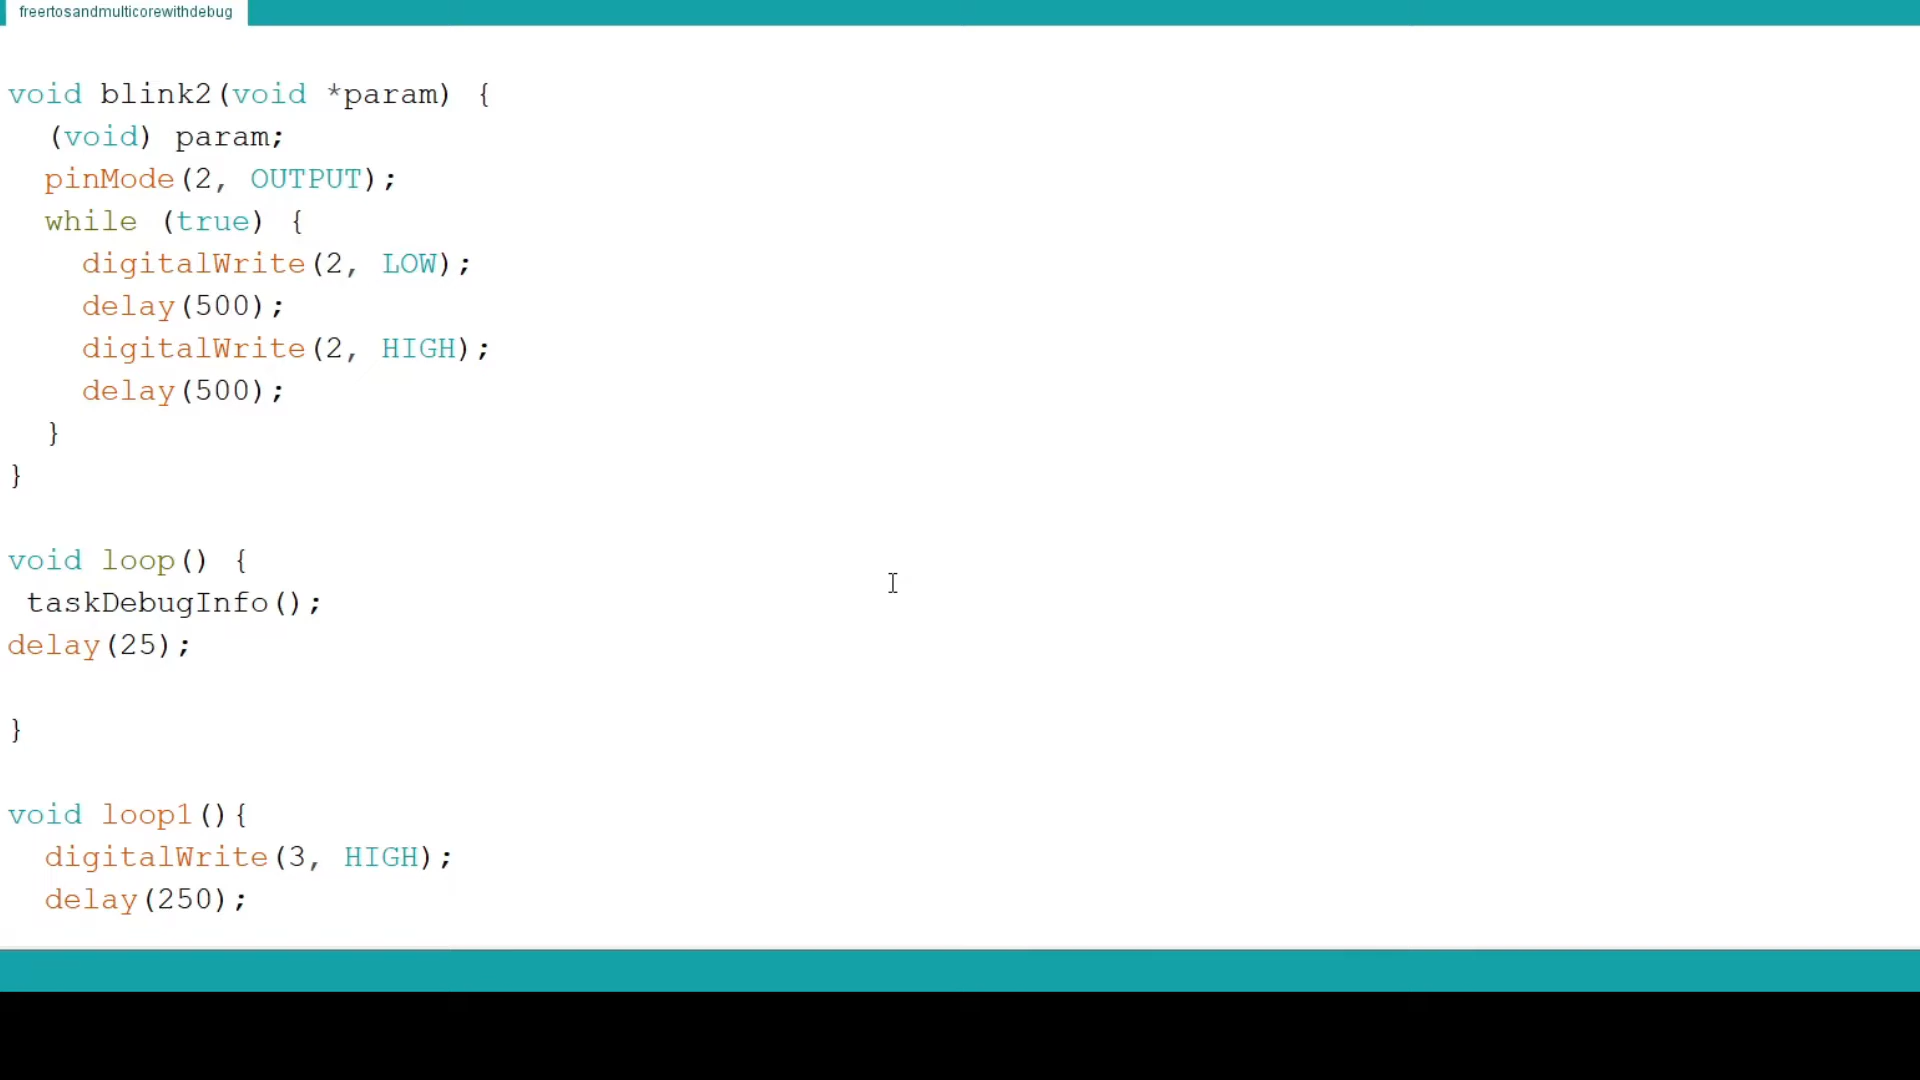 freertosandmulticorewithdebug
void blink2(void *param) {
  (void) param;
  pinMode(2, OUTPUT);
  while (true) {
    digitalWrite(2, LOW);
    delay(500);
    digitalWrite(2, HIGH);
    delay(500);
  }
}
void loop() {
 taskDebugInfo();
delay(25);
}
void loop1(){
  digitalWrite(3, HIGH);
  delay(250);